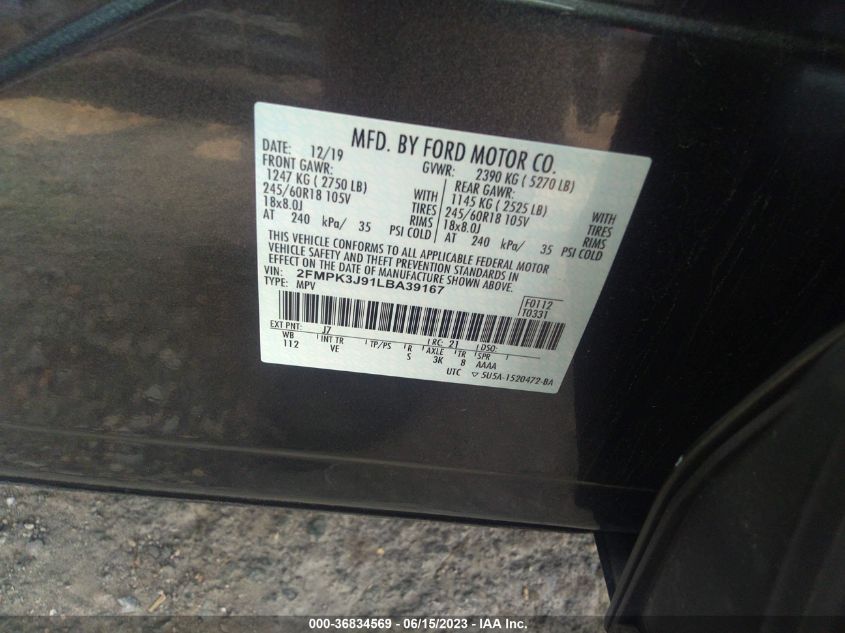 MFD. BY FORD MOTOR CO.
DATE: 12/19 GVWR: 2390 KG ( 5270 LB)
FRONT GAWR: REAR GAWR:
1247 KG ( 2750 LB) WITH 1145 KG ( 2525 LB) WITH
245/60R18 105V TIRES 245/60R18 105V TIRES
18x8.0J RIMS 18x8.0J RIMS
AT 240 kPa/ 35 PSI COLD AT 240 kPa/ 35 PSI COLD
THIS VEHICLE CONFORMS TO ALL APPLICABLE FEDERAL MOTOR
VEHICLE SAFETY AND THEFT PREVENTION STANDARDS IN
EFFECT ON THE DATE OF MANUFACTURE SHOWN ABOVE.
VIN: 2FMPK3J91LBA39167
TYPE: MPV
F0112
T0331
EXT PNT: J7 RC: 21 DSO:
WB INT TR TP/PS R AXLE TR SPR
112 VE S 3K 8 AAAA
UTC ▽ 5U5A-1520472-BA
000-36834569 - 06/15/2023 - IAA Inc.